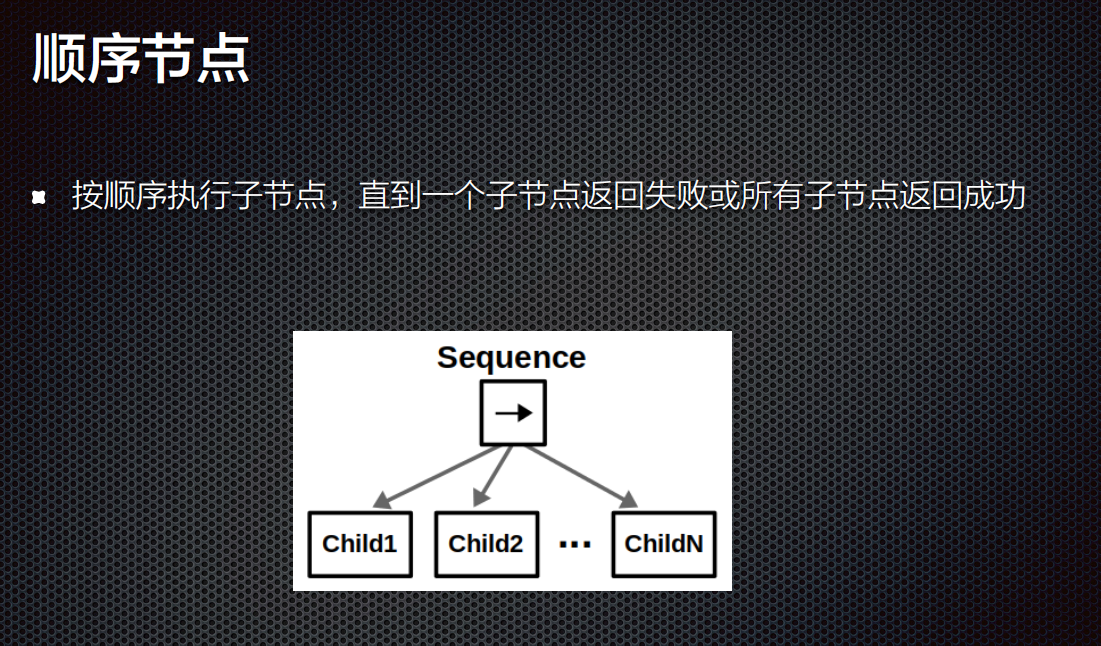 顺序节点
按顺序执行子节点，直到一个子节点返回失败或所有子节点返回成功
Sequence
Child1 Child2 ... ChildN